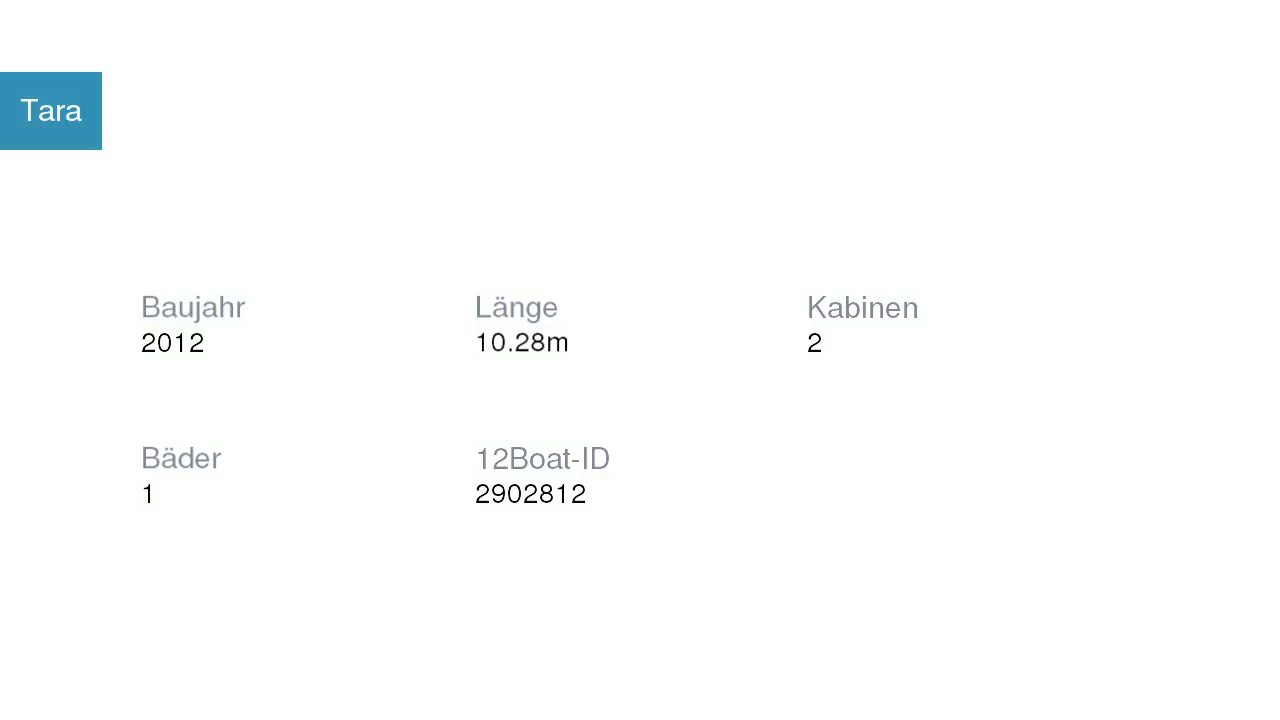 Tara
Baujahr
2012
Länge
10.28m
Kabinen
2
Bäder
1
12Boat-ID
2902812